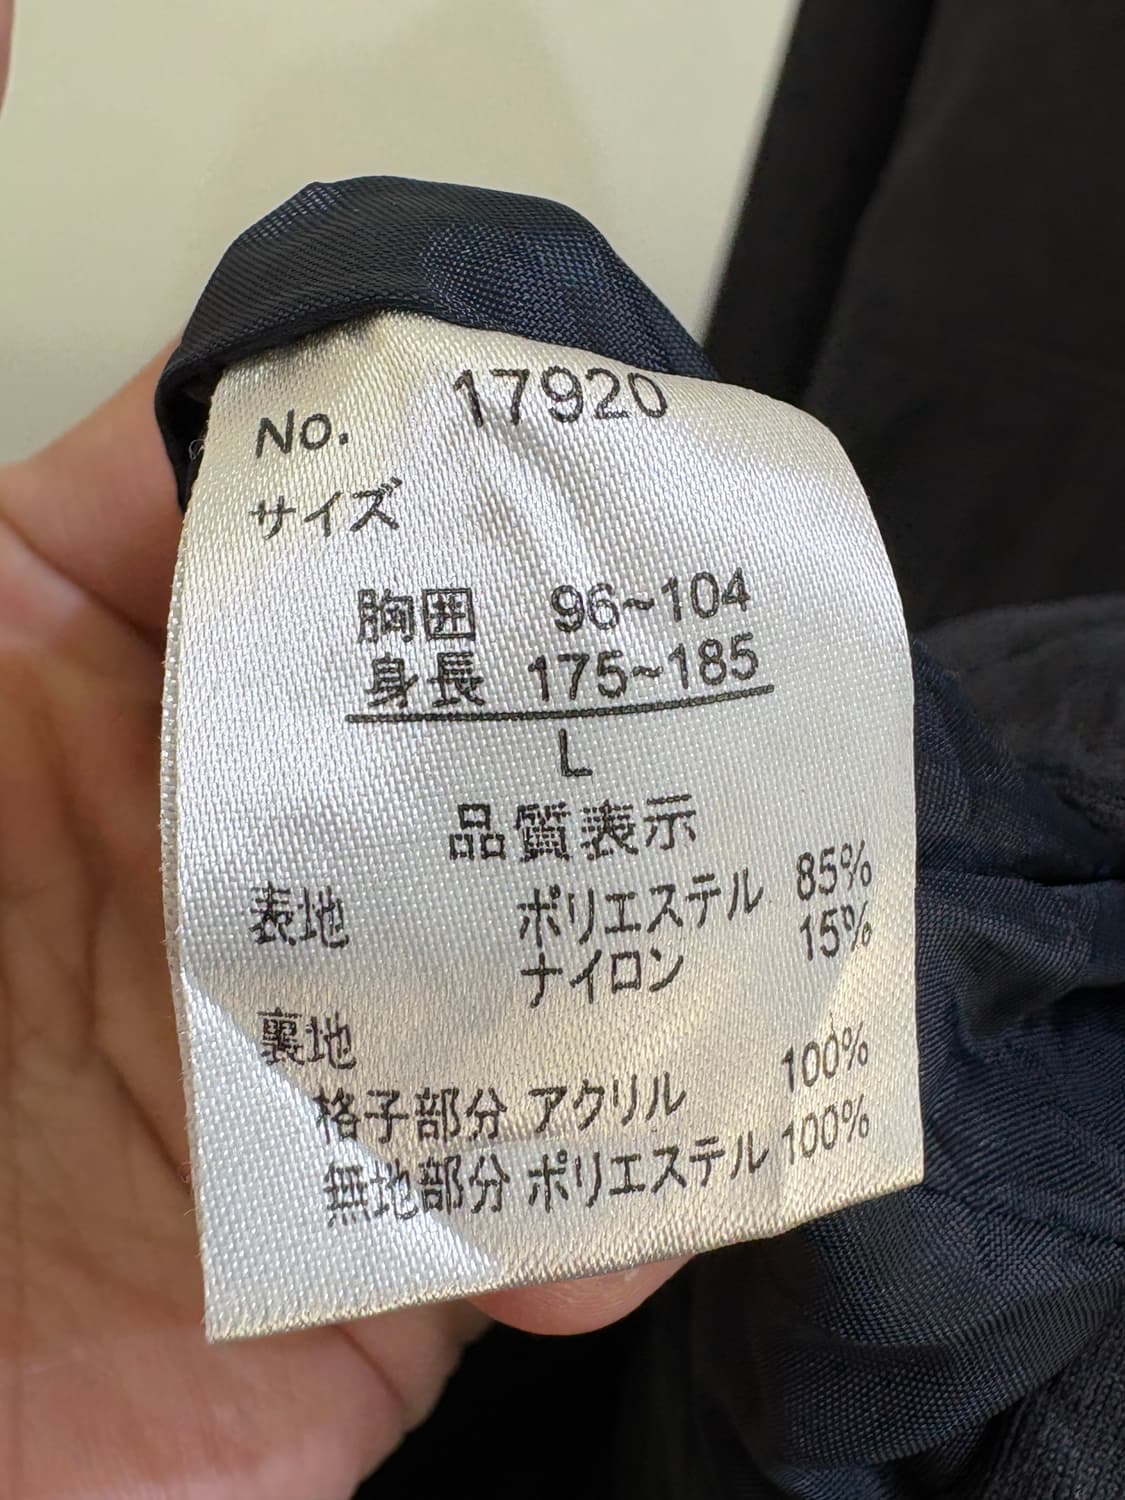 No. 17920
サイズ
胸囲 96~104
身長 175~185
L
品質表示
表地 ポリエステル 85%
ナイロン 15%
裏地
格子部分 アクリル 100%
無地部分 ポリエステル 100%